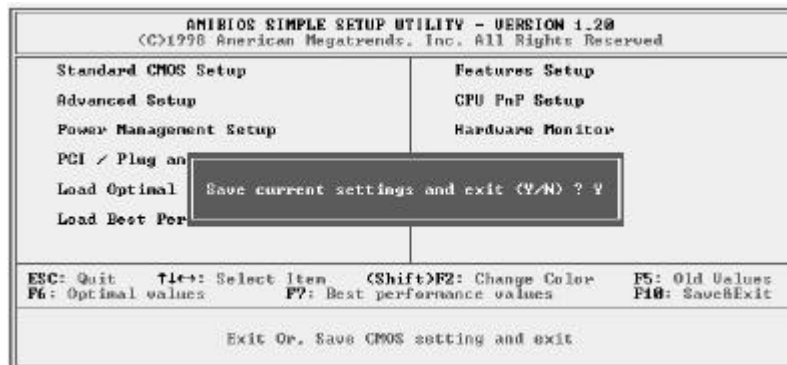 AMIBIOS SIMPLE SETUP UTILITY - VERSION 1.20
(C)1998 American Megatrends, Inc. All Rights Reserved
Standard CMOS Setup
Features Setup
Advanced Setup
CPU PnP Setup
Power Management Setup
Hardware Monitor
PCI / Plug an
Load Optimal
Save current settings and exit (Y/N) ? Y
Load Best Per
ESC: Quit ↑↓←→: Select Item (Shift)F2: Change Color F5: Old Values
F6: Optimal values F7: Best performance values F10: Save&Exit
Exit Or, Save CMOS setting and exit